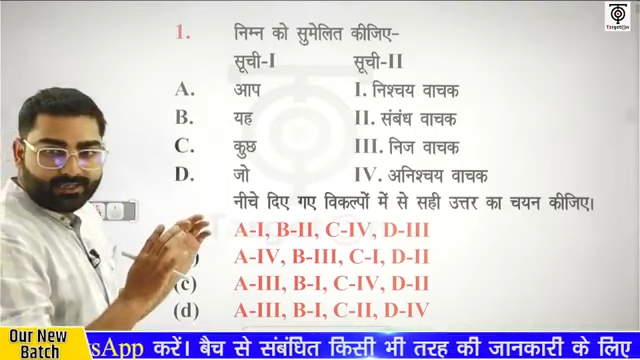 Target@n
1. निम्न को सुमेलित कीजिए-
सूची-I सूची-II
A. आप I. निश्चय वाचक
B. यह II. संबंध वाचक
C. कुछ III. निज वाचक
D. जो IV. अनिश्चय वाचक
नीचे दिए गए विकल्पों में से सही उत्तर का चयन कीजिए।
A-I, B-II, C-IV, D-III
A-IV, B-III, C-I, D-II
(c) A-III, B-I, C-IV, D-II
(d) A-III, B-I, C-II, D-IV
Our New
Batch
sApp करें। बैच से संबंधित किसी भी तरह की जानकारी के लिए